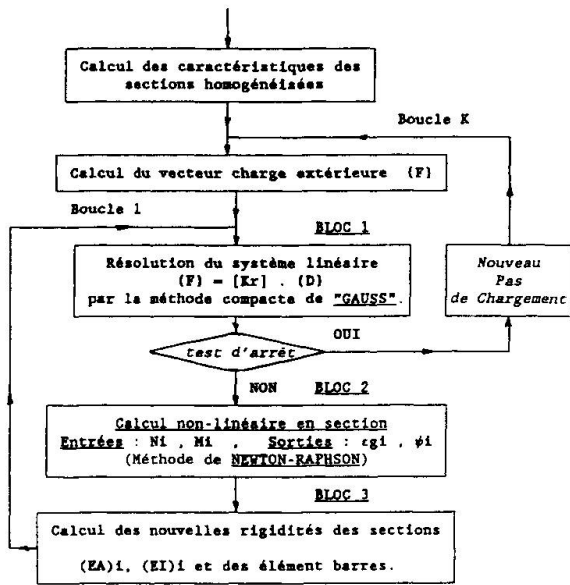 Calcul des caractéristiques des
sections homogénéisées
Boucle K
Calcul du vecteur charge extérieure {F}
Boucle 1
BLOC 1
Résolution du système linéaire
{F} = [Kr] . {D}
par la méthode compacte de "GAUSS".
Nouveau
Pas
de Chargement
OUI
test d'arrêt
NON BLOC 2
Calcul non-linéaire en section
Entrées : Ni , Mi , Sorties : εgi , ψi
(Méthode de NEWTON-RAPHSON)
BLOC 3
Calcul des nouvelles rigidités des sections
(EA)i, (EI)i et des élément barres.